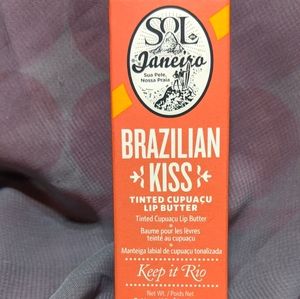 SOL de
Janeiro
Sua Pele,
Nossa Praia
BRAZILIAN
KISS
TINTED CUPUAÇU
LIP BUTTER
Tinted Cupuaçu Lip Butter
Baume pour les lèvres
teinté au cupuaçu
Manteiga labial de cupuaçu tonalizada
Keep it Rio
Net Wt. / Poids Net